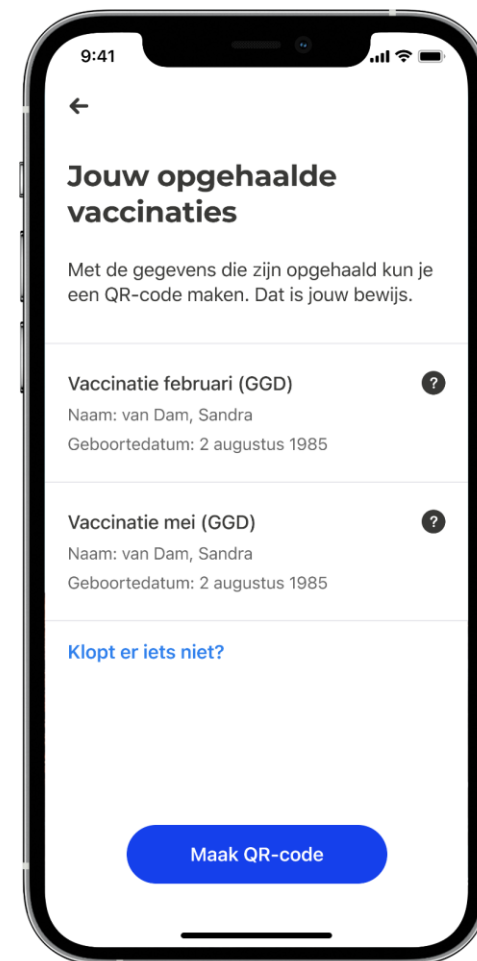 9:41
Jouw opgehaalde
vaccinaties
Met de gegevens die zijn opgehaald kun je
een QR-code maken. Dat is jouw bewijs.
Vaccinatie februari (GGD)
?
Naam: van Dam, Sandra
Geboortedatum: 2 augustus 1985
Vaccinatie mei (GGD)
?
Naam: van Dam, Sandra
Geboortedatum: 2 augustus 1985
Klopt er iets niet?
Maak QR-code